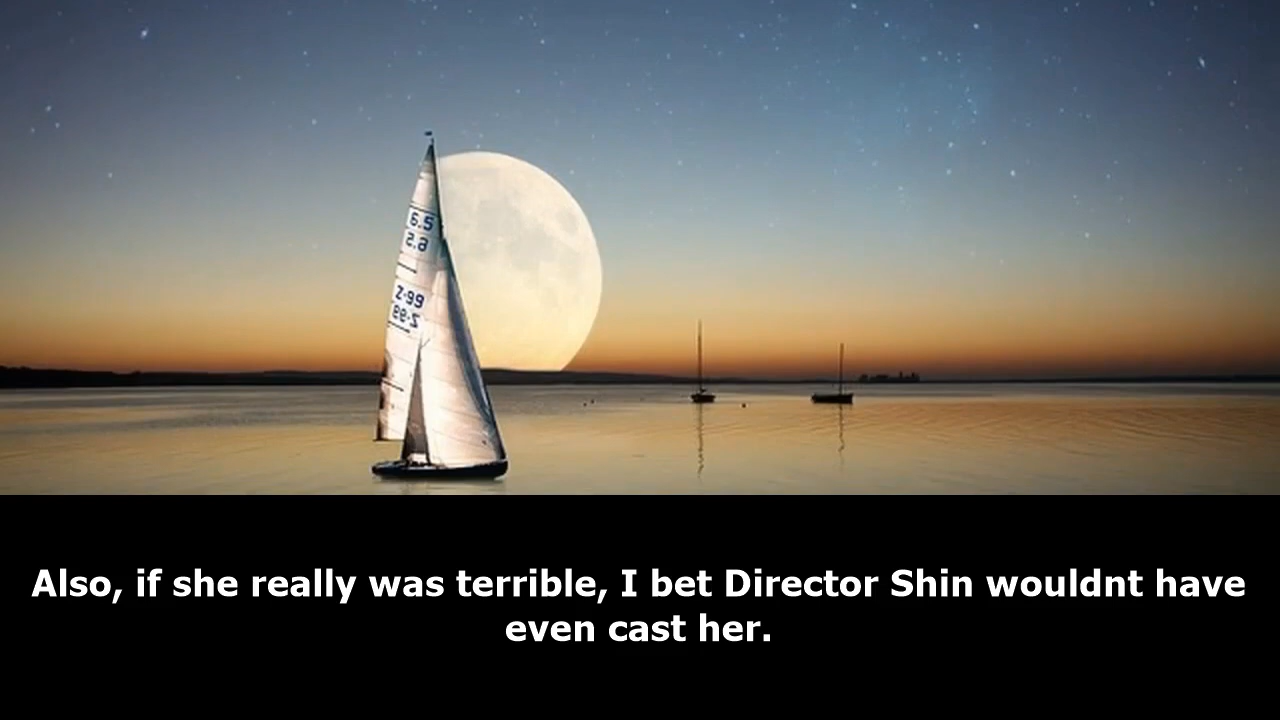 6.5
6.5
Z-99
Z-99
Also, if she really was terrible, I bet Director Shin wouldnt have
even cast her.